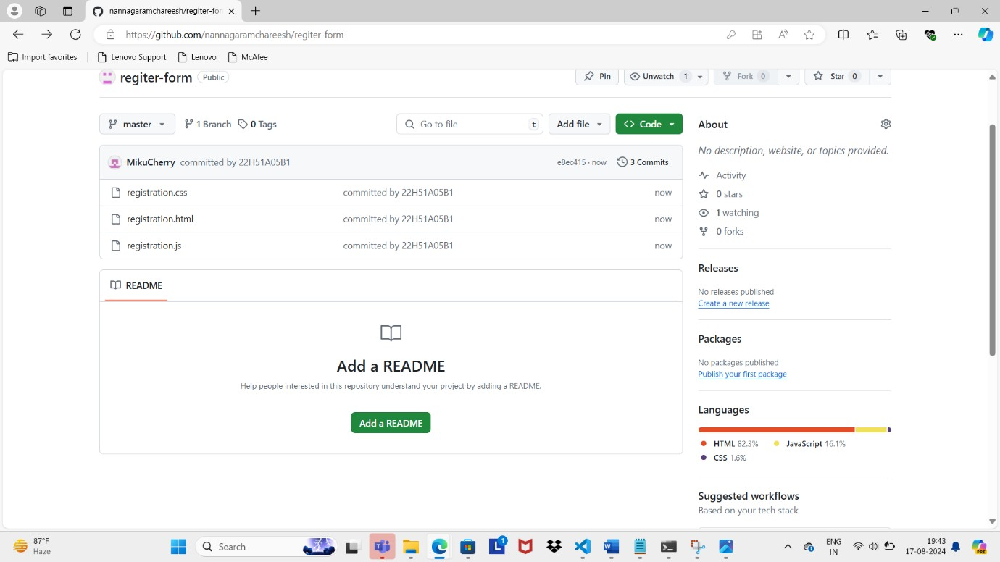 nannagaramchareesh/regiter-for
https://github.com/nannagaramchareesh/regiter-form
Import favorites
Lenovo Support
Lenovo
McAfee
regiter-form Public
Pin
Unwatch 1
Fork 0
Star 0
master
1 Branch
0 Tags
Go to file t
Add file
<> Code
About
No description, website, or topics provided.
MikuCherry committed by 22H51A05B1 e8ec415 · now 3 Commits
registration.css committed by 22H51A05B1 now
registration.html committed by 22H51A05B1 now
registration.js committed by 22H51A05B1 now
Activity
0 stars
1 watching
0 forks
README
Add a README
Help people interested in this repository understand your project by adding a README.
Add a README
Releases
No releases published
Create a new release
Packages
No packages published
Publish your first package
Languages
HTML 82.3% JavaScript 16.1%
CSS 1.6%
Suggested workflows
Based on your tech stack
87°F
Haze
Search
L 1
ENG
IN
19:43
17-08-2024
PRE